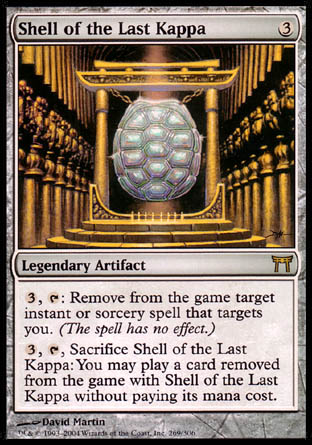 Shell of the Last Kappa 3
Legendary Artifact
3, : Remove from the game target
instant or sorcery spell that targets
you. (The spell has no effect.)
3, , Sacrifice Shell of the Last
Kappa: You may play a card removed
from the game with Shell of the Last
Kappa without paying its mana cost.
David Martin
™ & © 1993–2004 Wizards of the Coast, Inc. 269/306